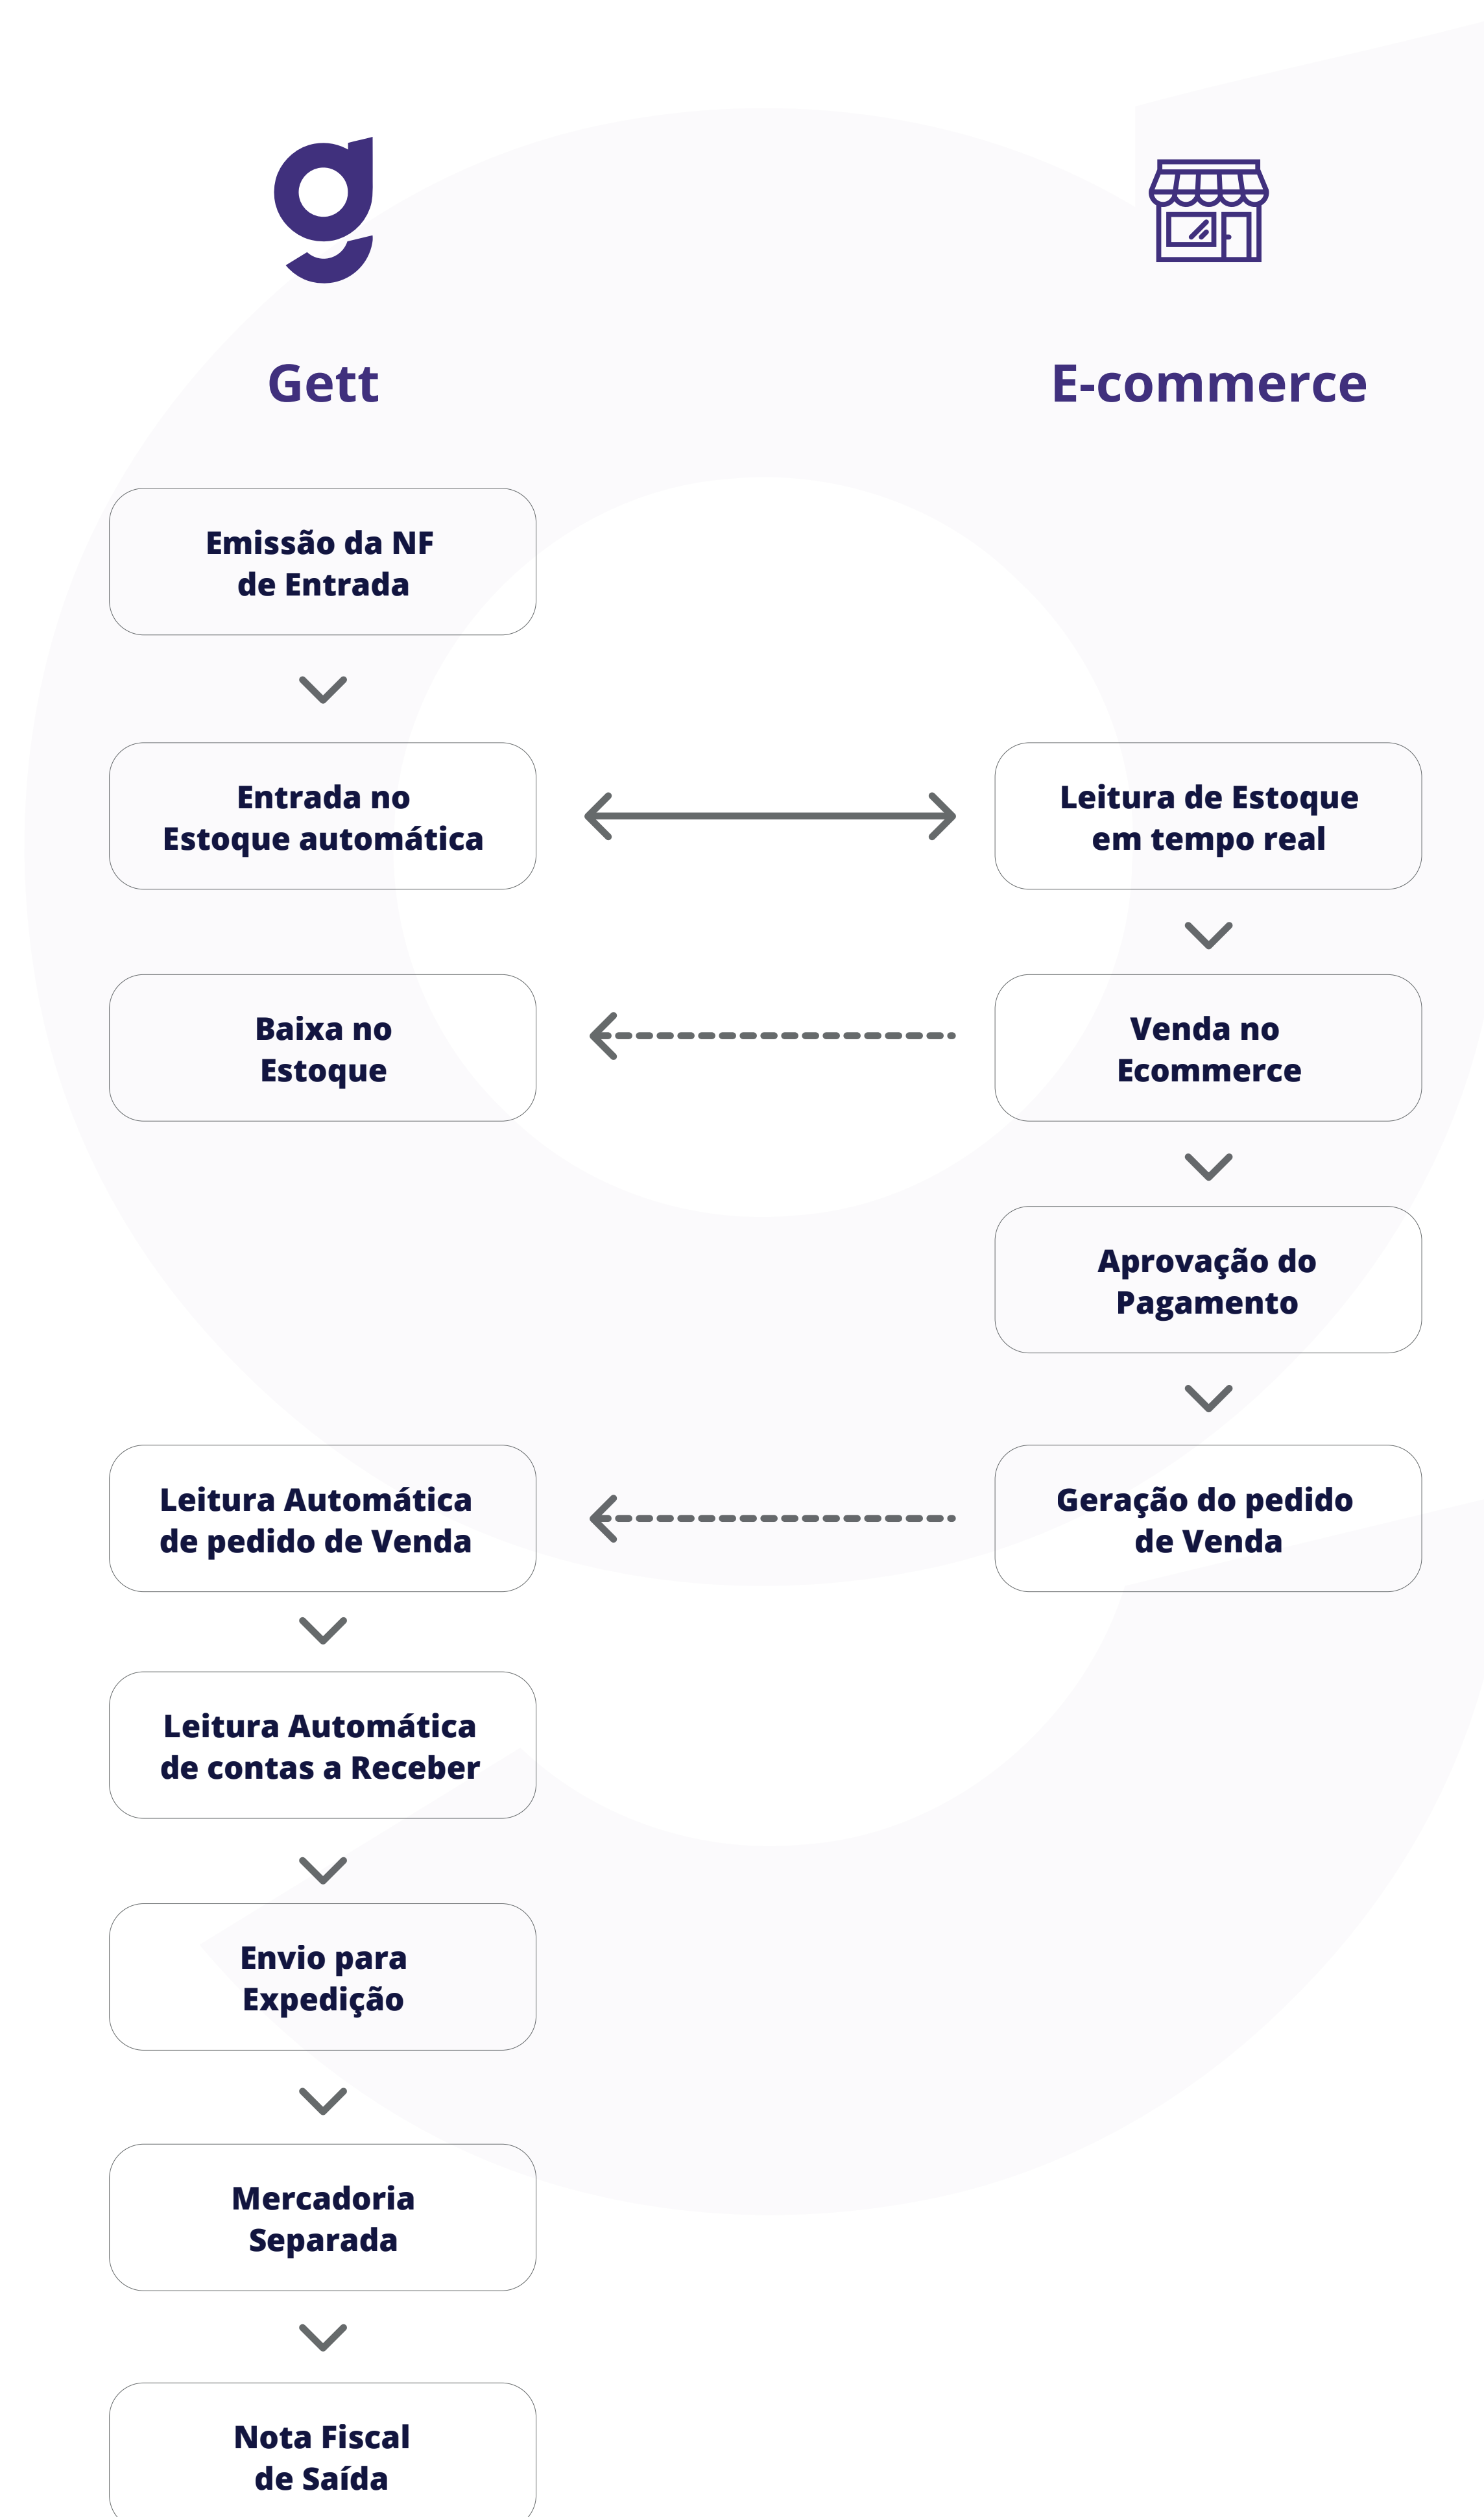 Gett
E-commerce
Emissão da NF
de Entrada
Entrada no
Estoque automática
Leitura de Estoque
em tempo real
Baixa no
Estoque
Venda no
Ecommerce
Aprovação do
Pagamento
Leitura Automática
de pedido de Venda
Geração do pedido
de Venda
Leitura Automática
de contas a Receber
Envio para
Expedição
Mercadoria
Separada
Nota Fiscal
de Saída